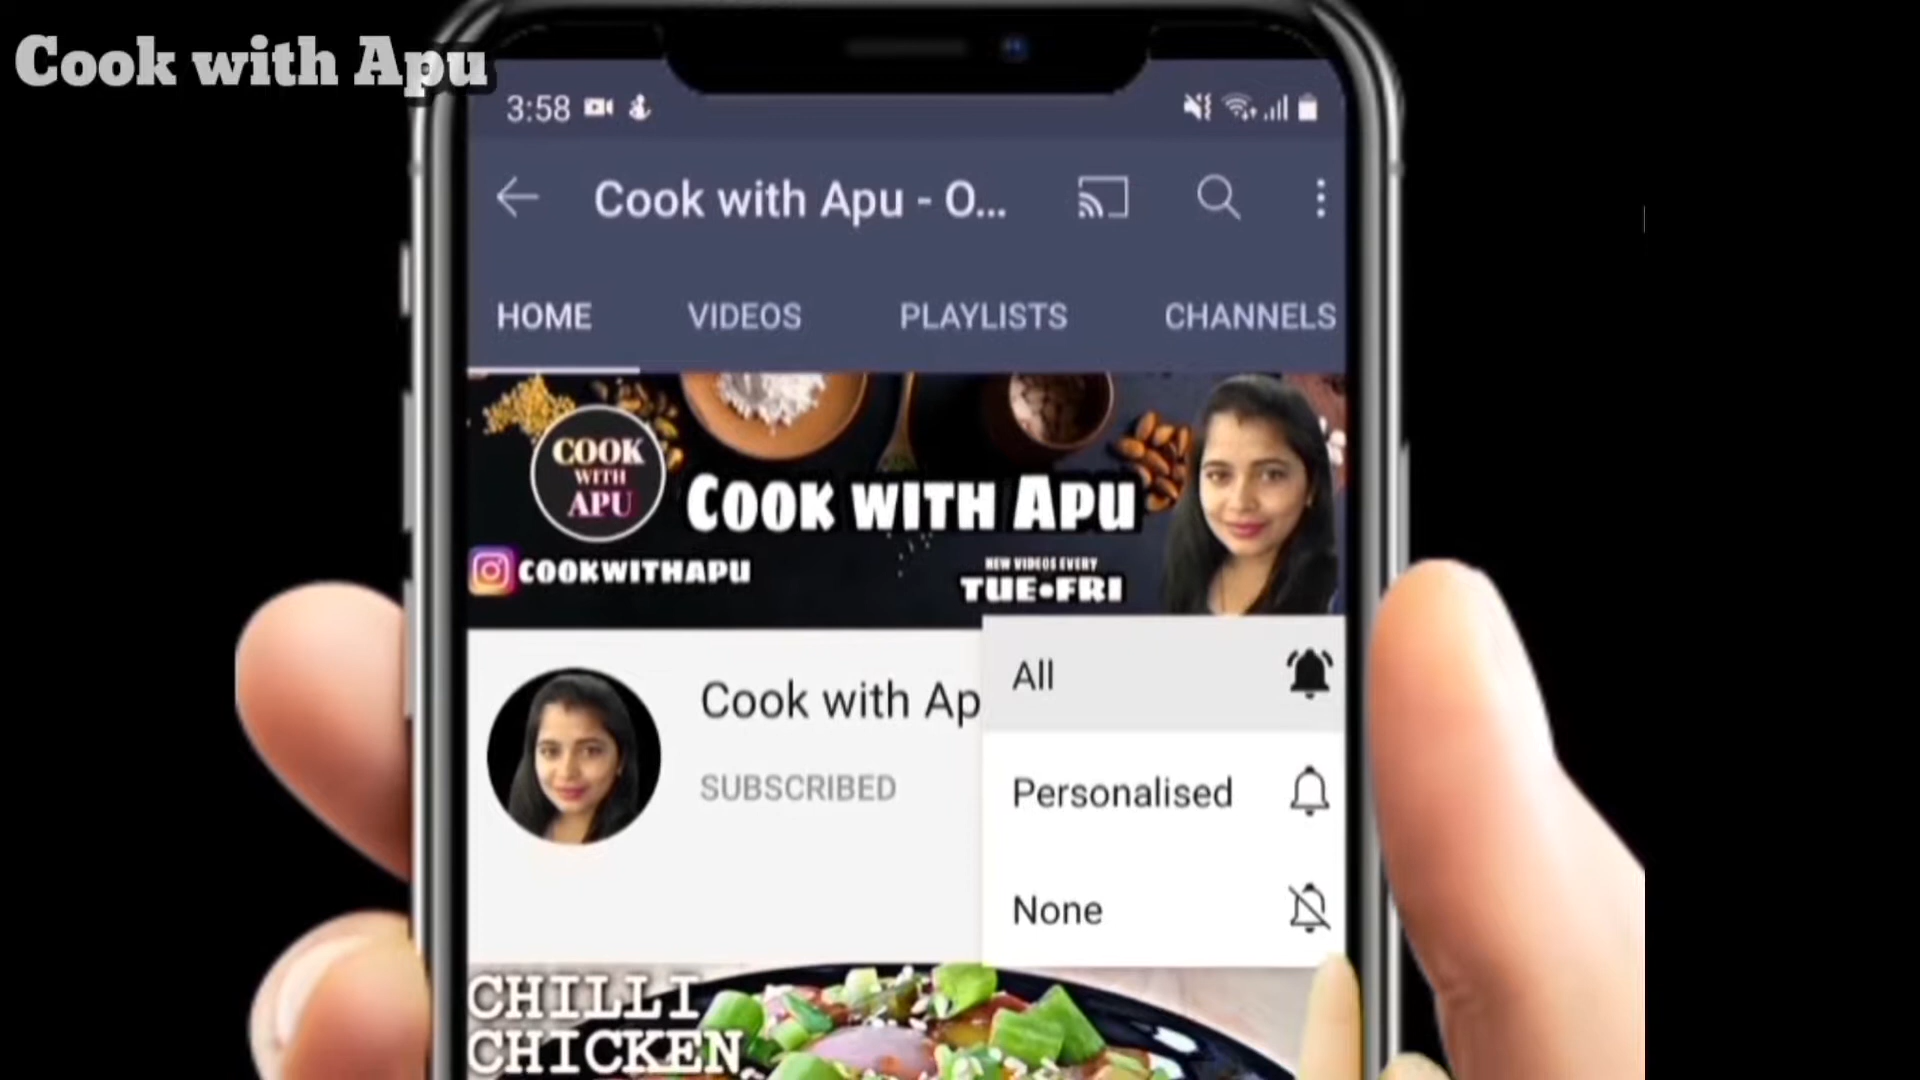 Cook with Apu
3:58
Cook with Apu - O...
HOME VIDEOS PLAYLISTS CHANNELS
COOK
WITH
APU
COOK WITH APU
COOKWITHAPU
NEW VIDEOS EVERY
TUE•FRI
Cook with Ap
SUBSCRIBED
All
Personalised
None
CHILLI
CHICKEN